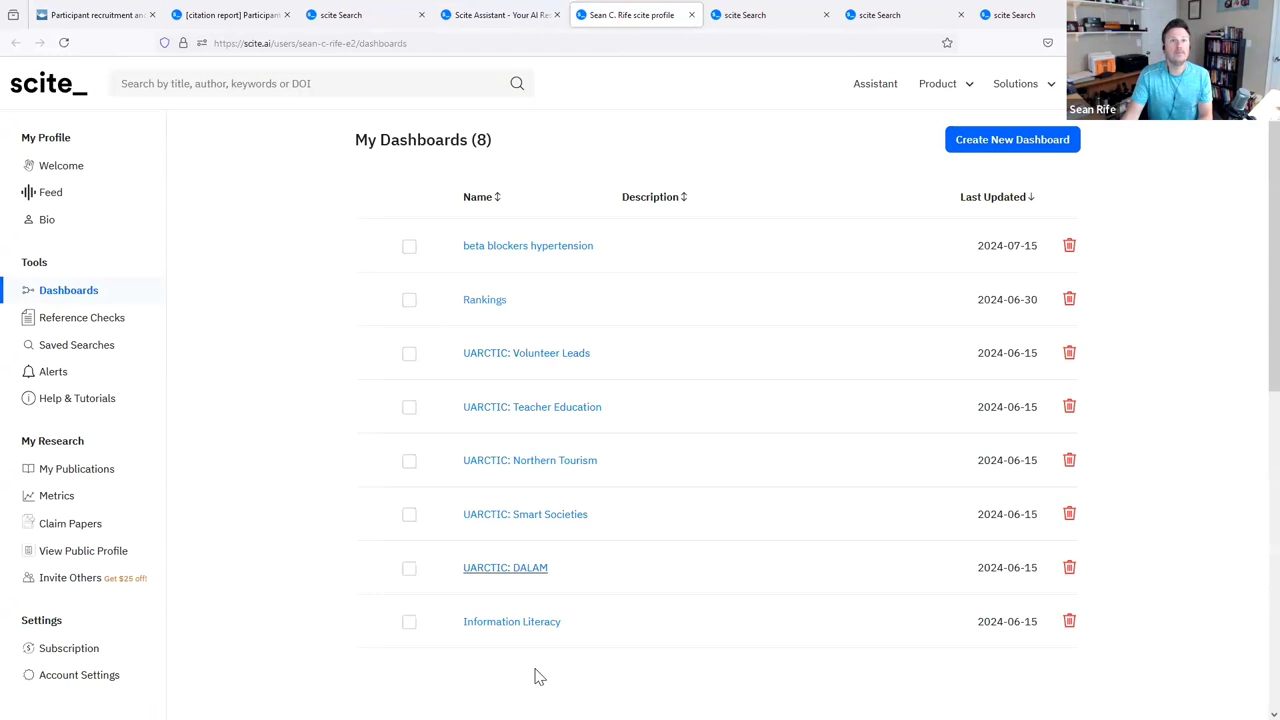 Participant recruitment an
[citation report] Participan
scite Search
Scite Assistant - Your AI Re
Sean C. Rife scite profile
scite Search
scite Search
scite Search
https://scite.ai/users/sean-c-rife-e2/dashboards
scite_
Search by title, author, keywords or DOI
Assistant
Product
Solutions
Sean Rife
My Profile
Welcome
Feed
Bio
Tools
Dashboards
Reference Checks
Saved Searches
Alerts
Help & Tutorials
My Research
My Publications
Metrics
Claim Papers
View Public Profile
Invite Others Get $25 off!
Settings
Subscription
Account Settings
My Dashboards (8)
Create New Dashboard
Name Description Last Updated
beta blockers hypertension 2024-07-15
Rankings 2024-06-30
UARCTIC: Volunteer Leads 2024-06-15
UARCTIC: Teacher Education 2024-06-15
UARCTIC: Northern Tourism 2024-06-15
UARCTIC: Smart Societies 2024-06-15
UARCTIC: DALAM 2024-06-15
Information Literacy 2024-06-15